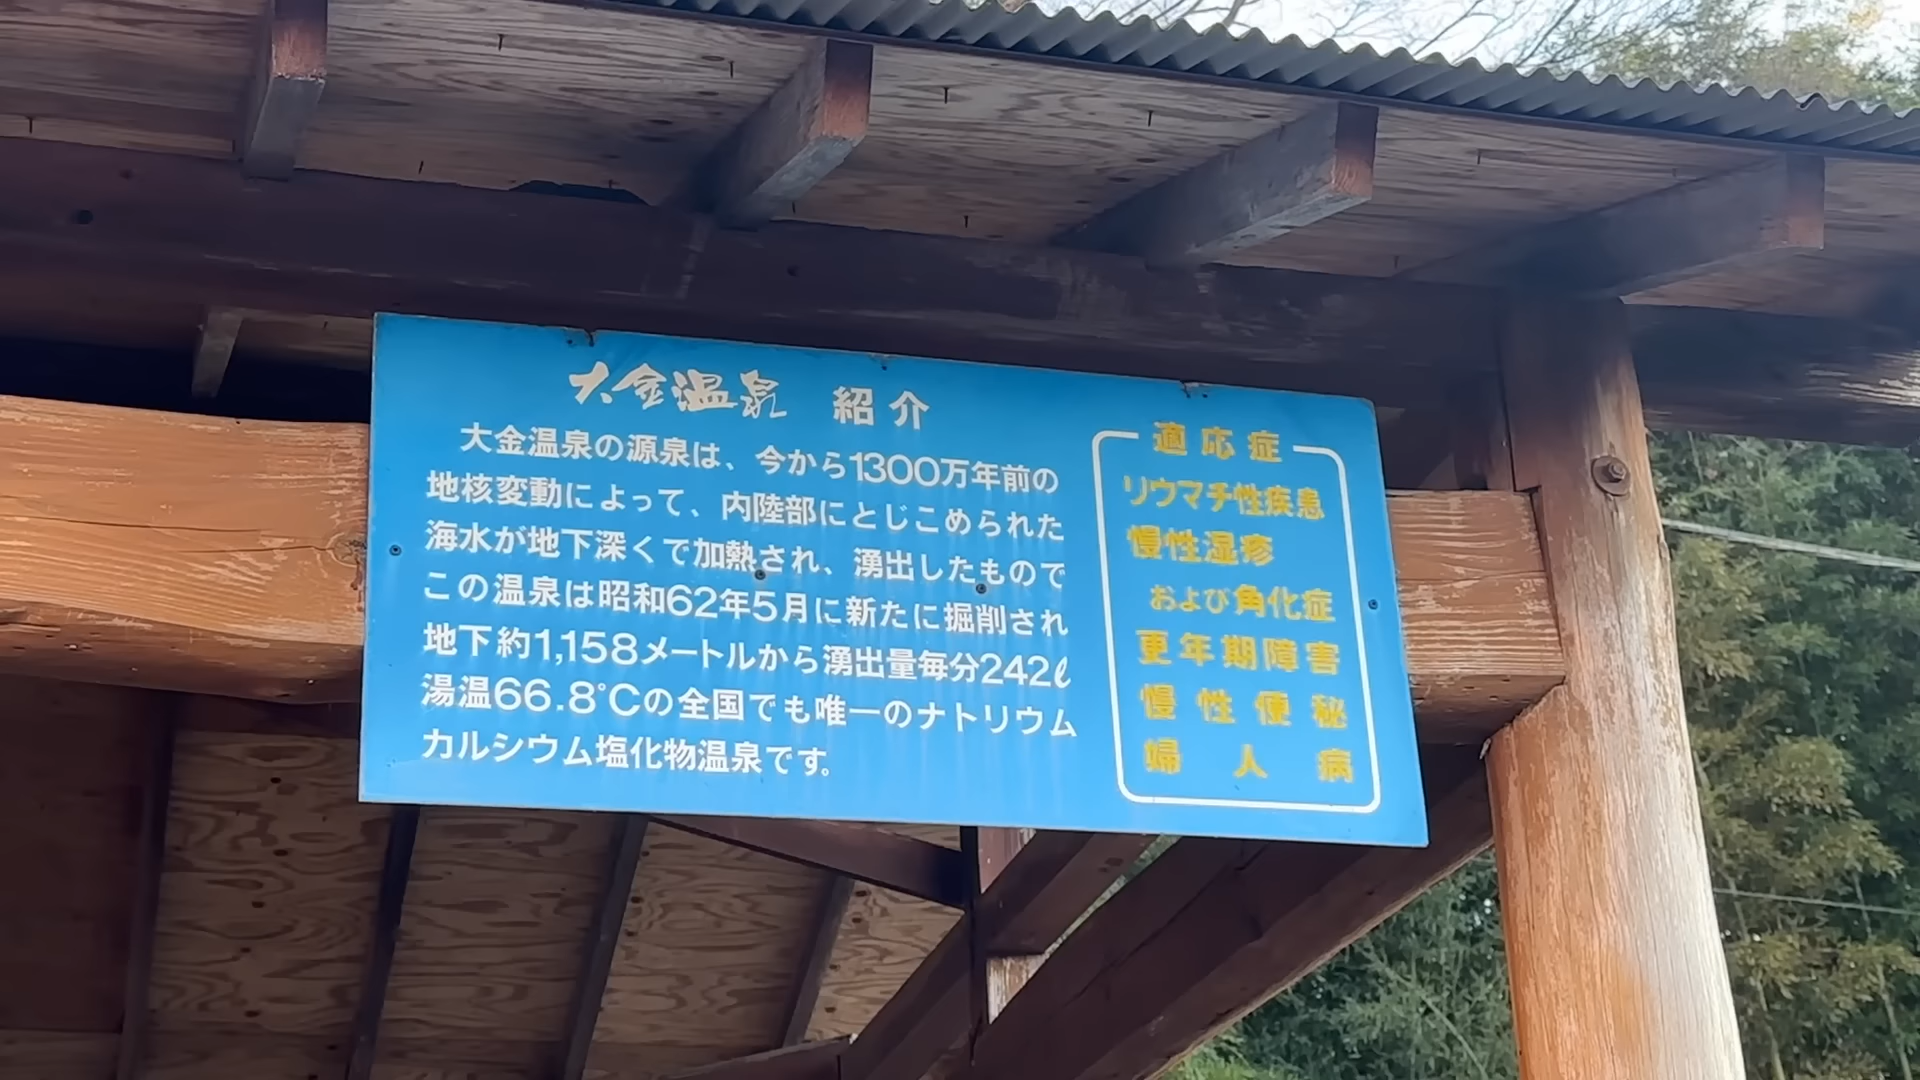 大金温泉 紹介
大金温泉の源泉は、今から1300万年前の
地核変動によって、内陸部にとじこめられた
海水が地下深くで加熱され、湧出したもので
この温泉は昭和62年5月に新たに掘削され
地下約1,158メートルから湧出量毎分242ℓ
湯温66.8℃の全国でも唯一のナトリウム
カルシウム塩化物温泉です。
適応症
リウマチ性疾患
慢性湿疹
および角化症
更年期障害
慢性便秘
婦人病